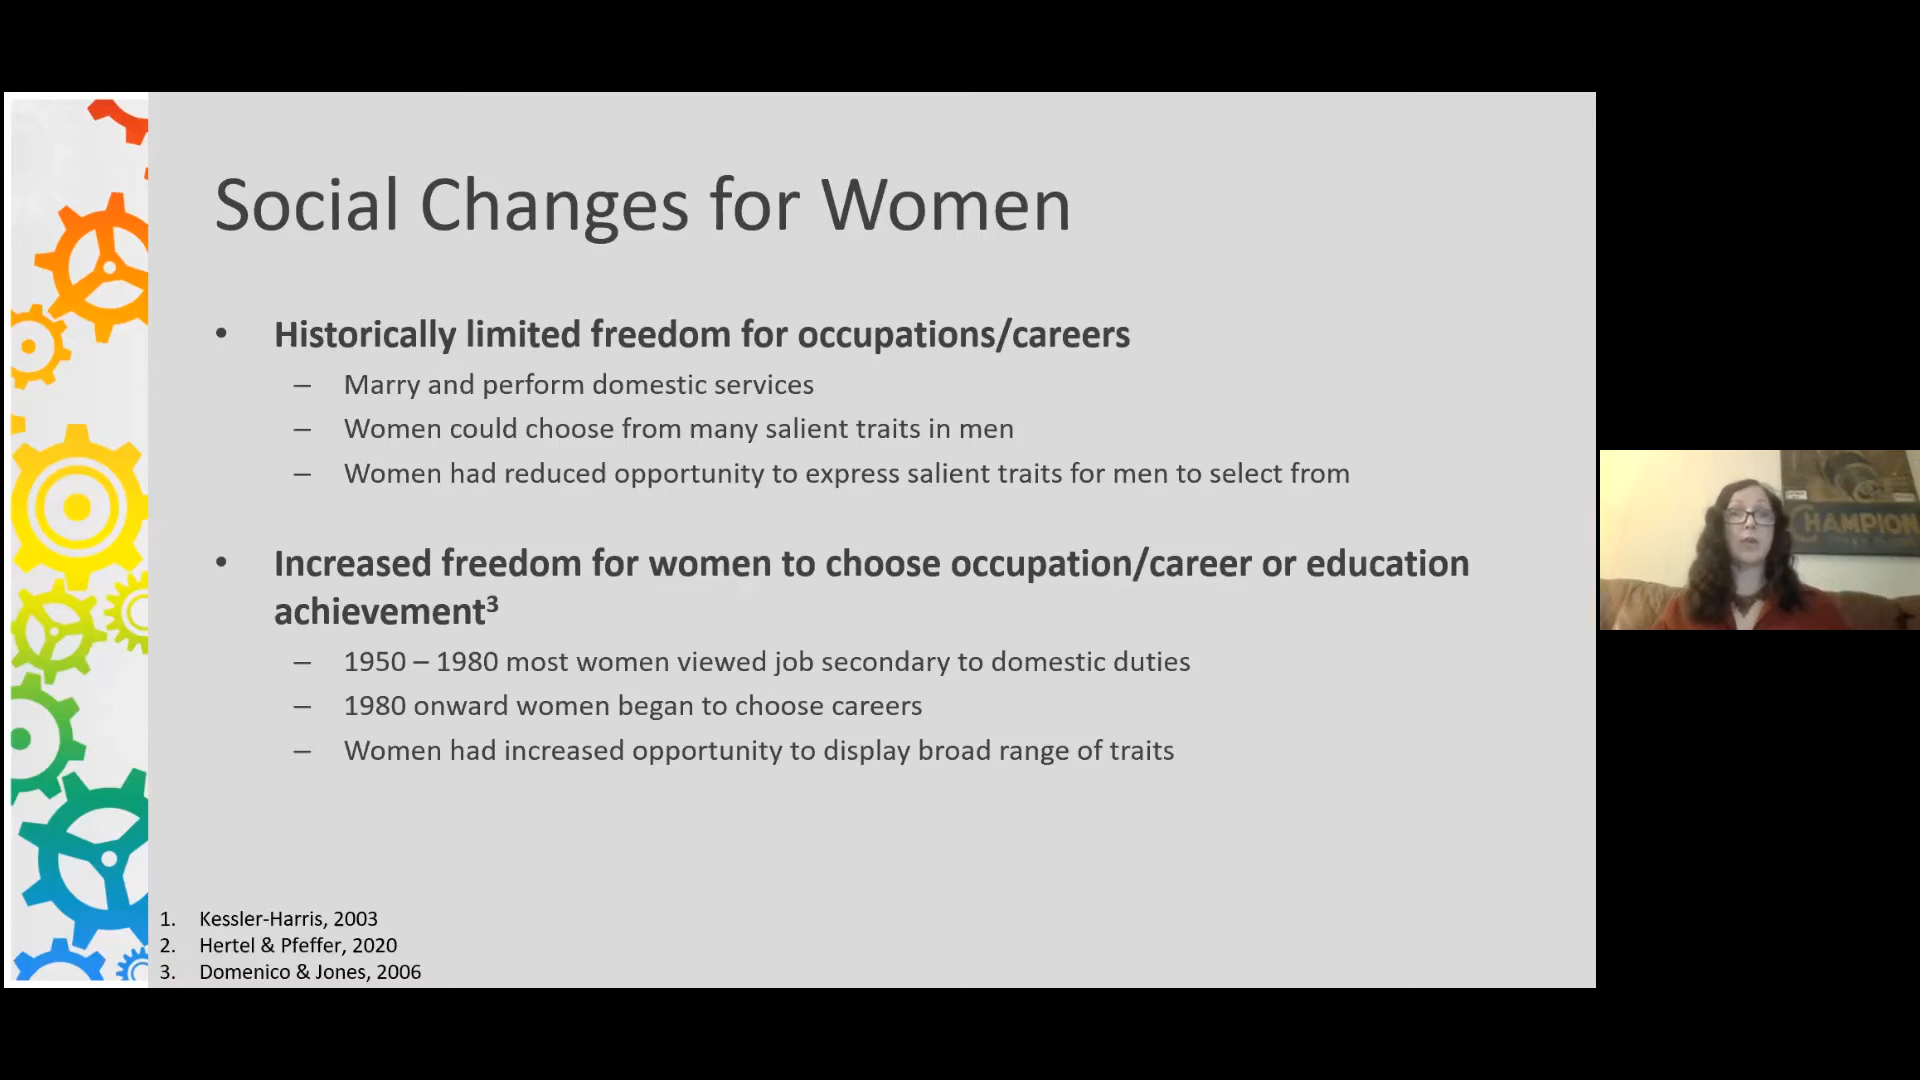 Social Changes for Women
• Historically limited freedom for occupations/careers
– Marry and perform domestic services
– Women could choose from many salient traits in men
– Women had reduced opportunity to express salient traits for men to select from
• Increased freedom for women to choose occupation/career or education
achievement³
– 1950 – 1980 most women viewed job secondary to domestic duties
– 1980 onward women began to choose careers
– Women had increased opportunity to display broad range of traits
1. Kessler-Harris, 2003
2. Hertel & Pfeffer, 2020
3. Domenico & Jones, 2006
CHAMPION